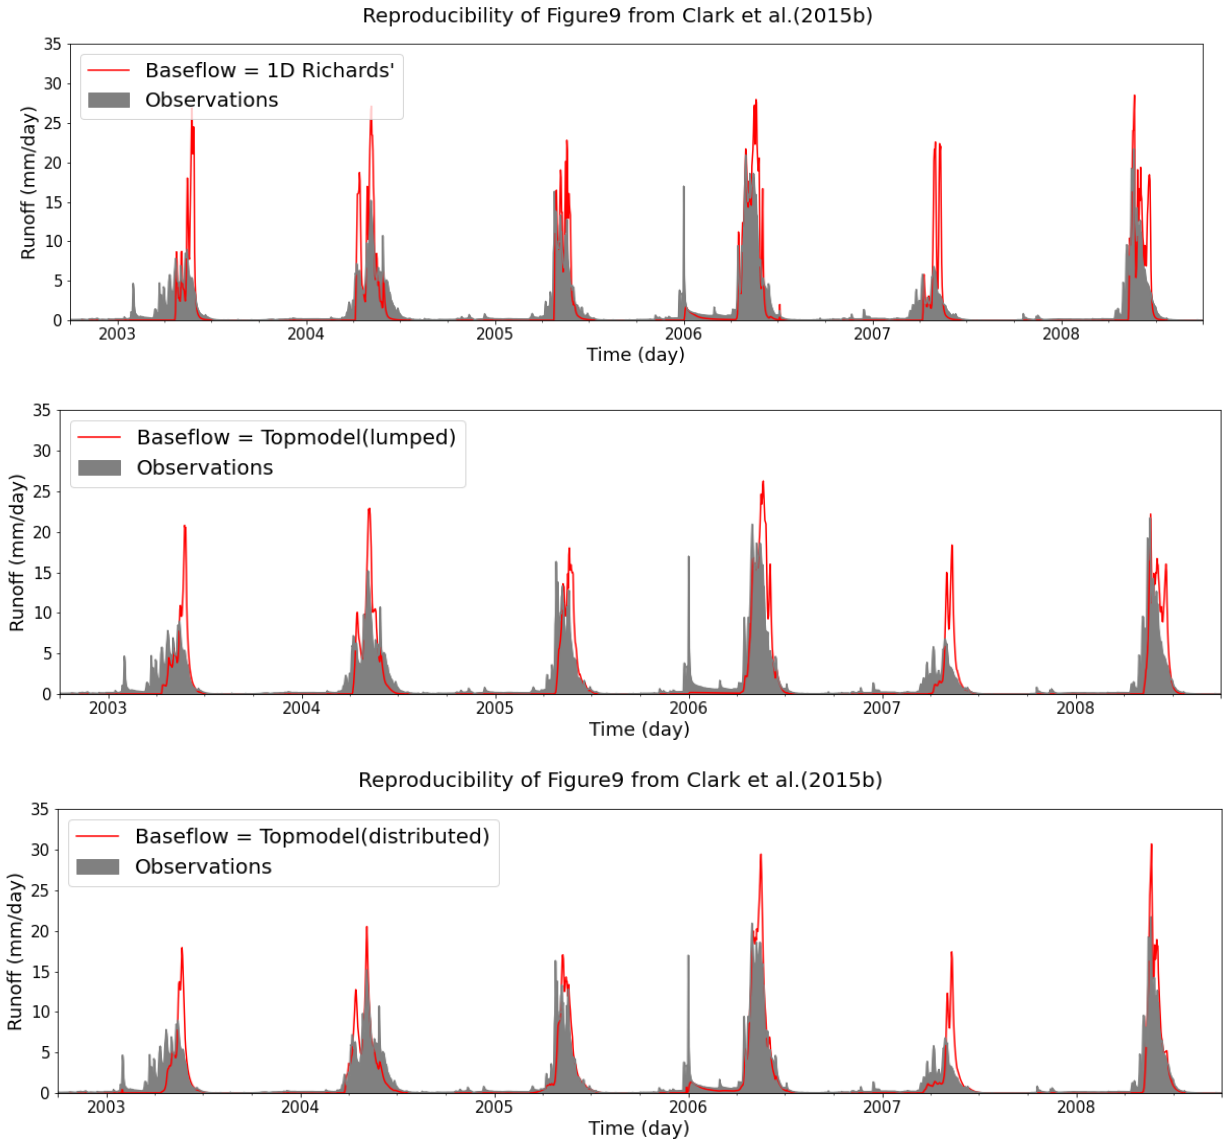 Reproducibility of Figure9 from Clark et al.(2015b)
35
30
25
20
15
10
5
0
Runoff (mm/day)
Baseflow = 1D Richards'
Observations
2003 2004 2005 2006 2007 2008
Time (day)
35
30
25
20
15
10
5
0
Runoff (mm/day)
Baseflow = Topmodel(lumped)
Observations
2003 2004 2005 2006 2007 2008
Time (day)
Reproducibility of Figure9 from Clark et al.(2015b)
35
30
25
20
15
10
5
0
Runoff (mm/day)
Baseflow = Topmodel(distributed)
Observations
2003 2004 2005 2006 2007 2008
Time (day)